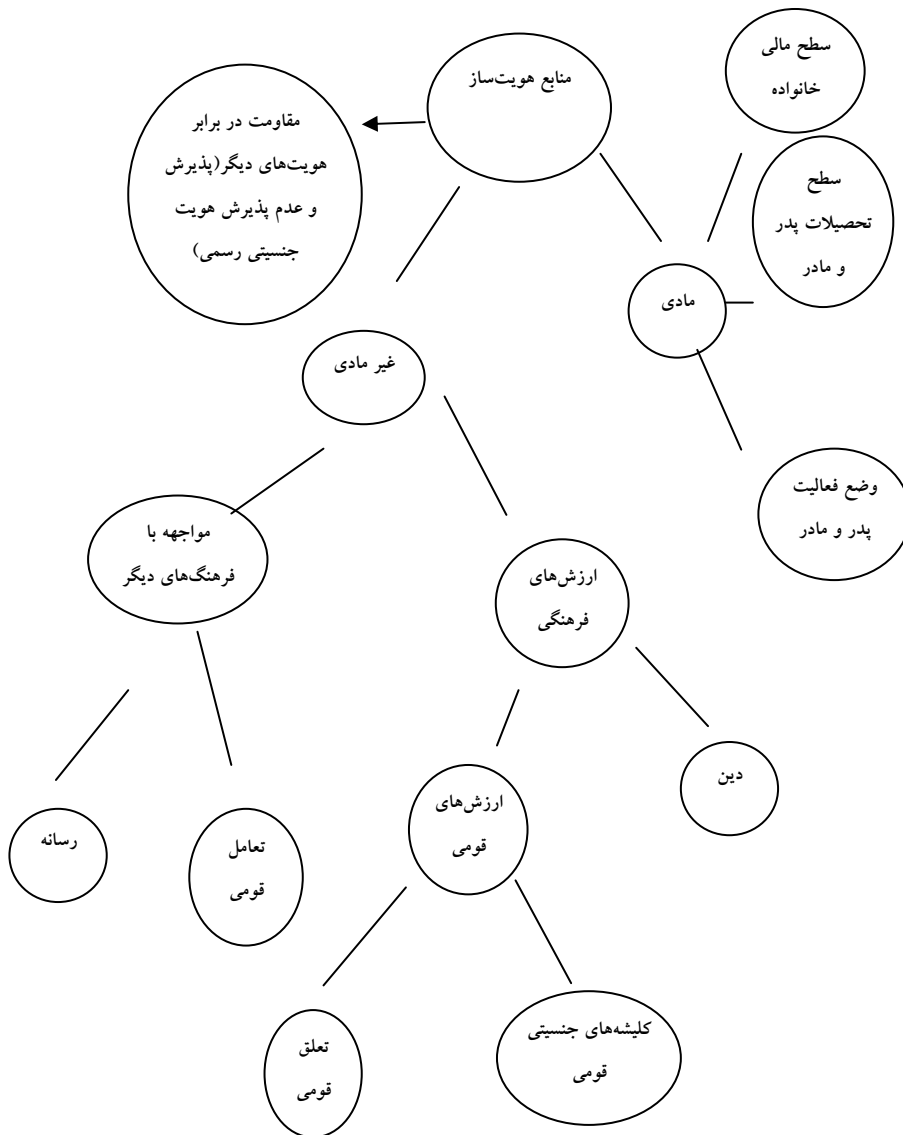 منابع هویت‌ساز
سطح مالی
خانواده
مقاومت در برابر
هویت‌های دیگر(پذیرش
و عدم پذیرش هویت
جنسیتی رسمی)
سطح
تحصیلات پدر
و مادر
مادی
غیر مادی
وضع فعالیت
پدر و مادر
مواجهه با
فرهنگ‌های دیگر
ارزش‌های
فرهنگی
دین
ارزش‌های
قومی
تعامل
قومی
رسانه
کلیشه‌های جنسیتی
قومی
تعلق
قومی